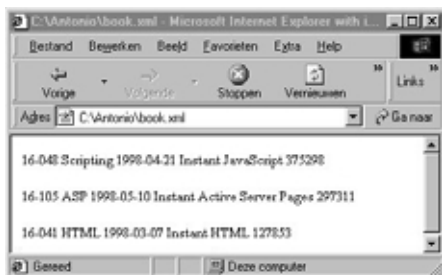 C:\Antonio\book.xml - Microsoft Internet Explorer with i...
Bestand Bewerken Beeld Favorieten Extra Help
Vorige Volgende Stoppen Vernieuwen Links
Adres C:\Antonio\book.xml Ga naar
16-048 Scripting 1998-04-21 Instant JavaScript 375298
16-105 ASP 1998-05-10 Instant Active Server Pages 297311
16-041 HTML 1998-03-07 Instant HTML 127853
Gereed Deze computer